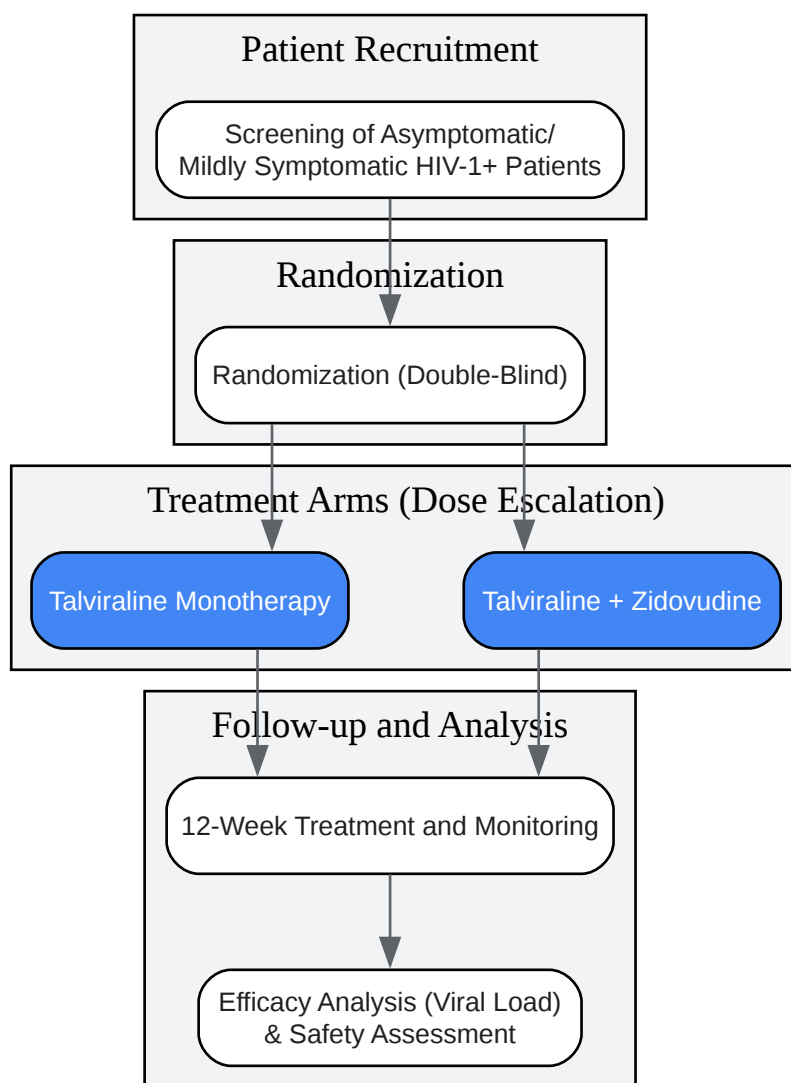 Patient Recruitment
Screening of Asymptomatic/
Mildly Symptomatic HIV-1+ Patients
Randomization
Randomization (Double-Blind)
Treatment Arms (Dose Escalation)
Talviraline Monotherapy
Talviraline + Zidovudine
Follow-up and Analysis
12-Week Treatment and Monitoring
Efficacy Analysis (Viral Load)
& Safety Assessment